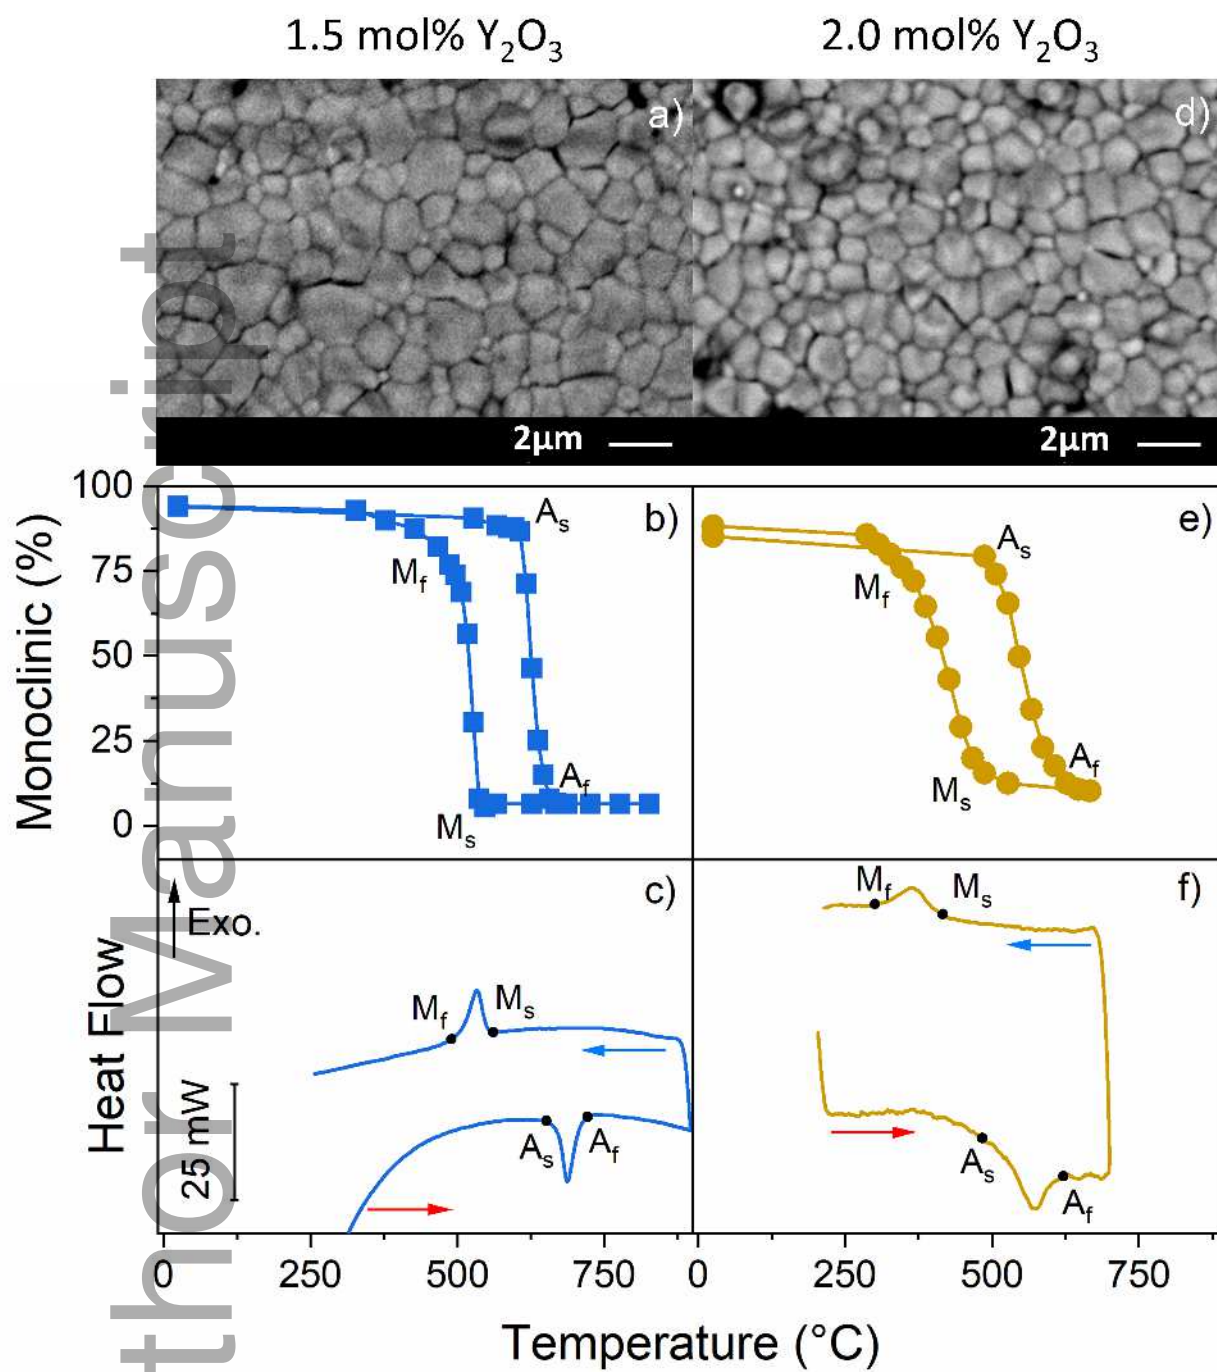 1.5 mol% Y₂O₃
2.0 mol% Y₂O₃
a)
d)
2µm
2µm
Monoclinic (%)
100
75
50
25
0
b)
As
Mf
Af
Ms
e)
As
Mf
Af
Ms
Heat Flow
Exo.
25 mW
c)
Mf
Ms
As
Af
f)
Mf
Ms
As
Af
0
250
500
750
0
250
500
750
Temperature (°C)
thor Manuscript